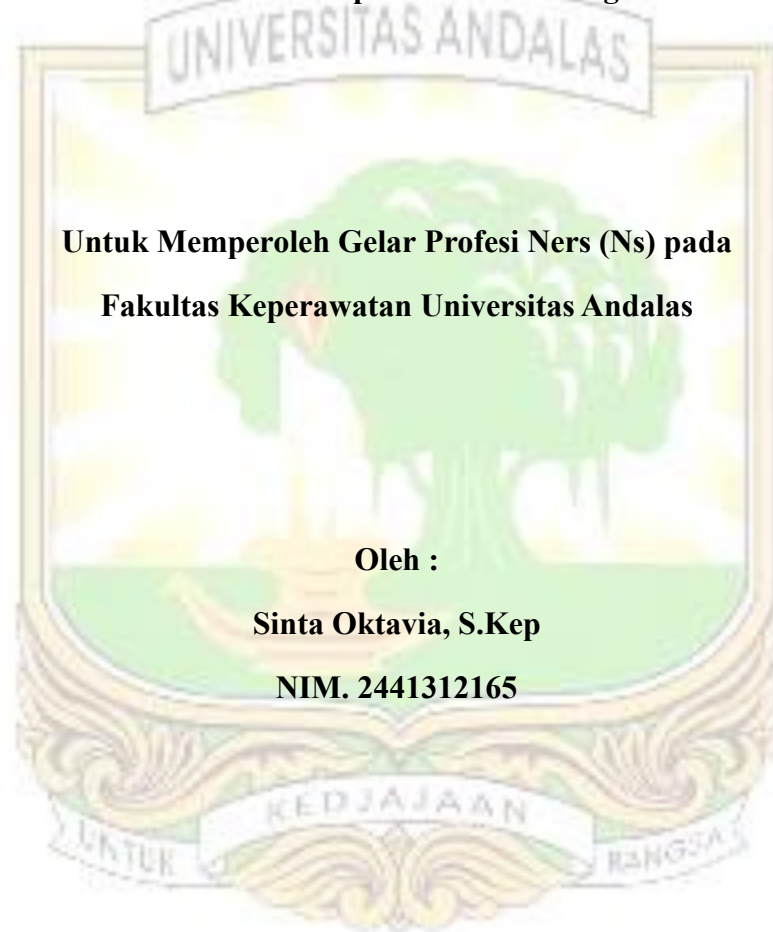 UNIVERSITAS ANDALAS
Untuk Memperoleh Gelar Profesi Ners (Ns) pada
Fakultas Keperawatan Universitas Andalas
Oleh :
Sinta Oktavia, S.Kep
NIM. 2441312165
KEDJAJAAN
UNTUK BANGSA